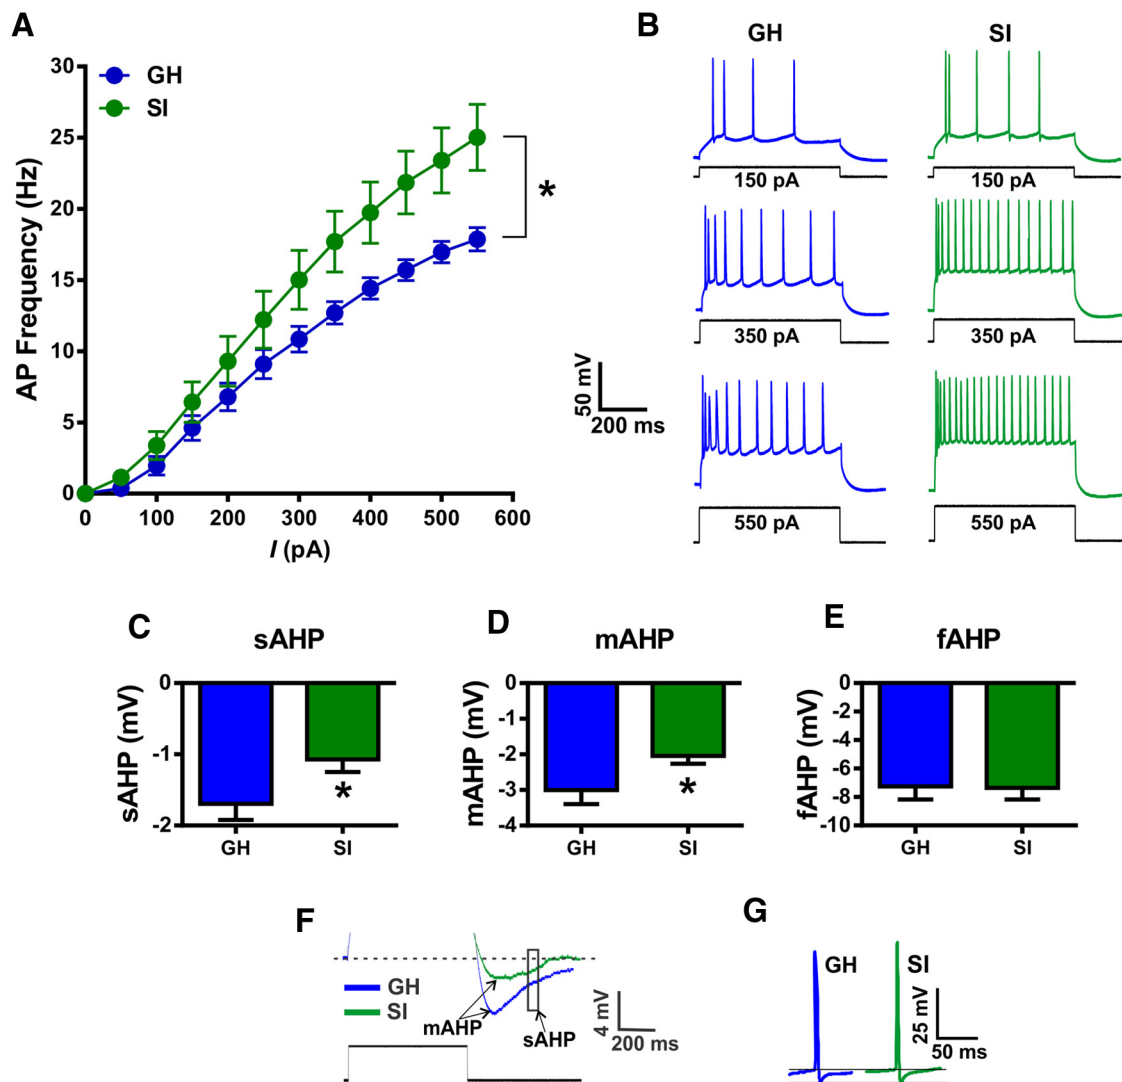 A
GH
SI
AP Frequency (Hz)
30
25
20
15
10
5
0
0 100 200 300 400 500 600
I (pA)
*
B
GH SI
150 pA 150 pA
350 pA 350 pA
50 mV
200 ms
550 pA 550 pA
C
sAHP
sAHP (mV)
0
-1
-2
*
GH SI
D
mAHP
mAHP (mV)
0
-1
-2
-3
-4
*
GH SI
E
fAHP
fAHP (mV)
0
-2
-4
-6
-8
-10
GH SI
F
GH
SI
mAHP
sAHP
4 mV
200 ms
G
GH SI
25 mV
50 ms